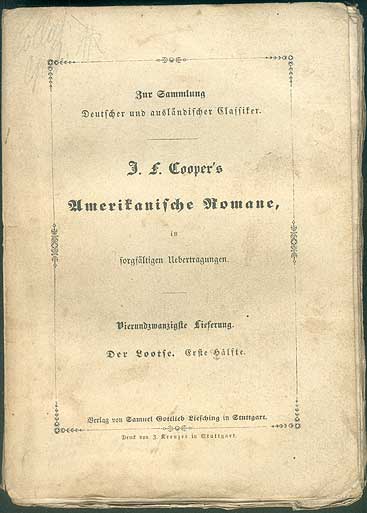 Zur Sammlung
Deutscher und ausländischer Classiker.
J. F. Cooper's
Amerikanische Romane,
in
sorgfältigen Uebertragungen.
Vierundzwanzigste Lieferung.
Der Lootse. Erste Hälfte.
Verlag von Samuel Gottlieb Liesching in Stuttgart.
Druck von J. Kreuzer in Stuttgart.